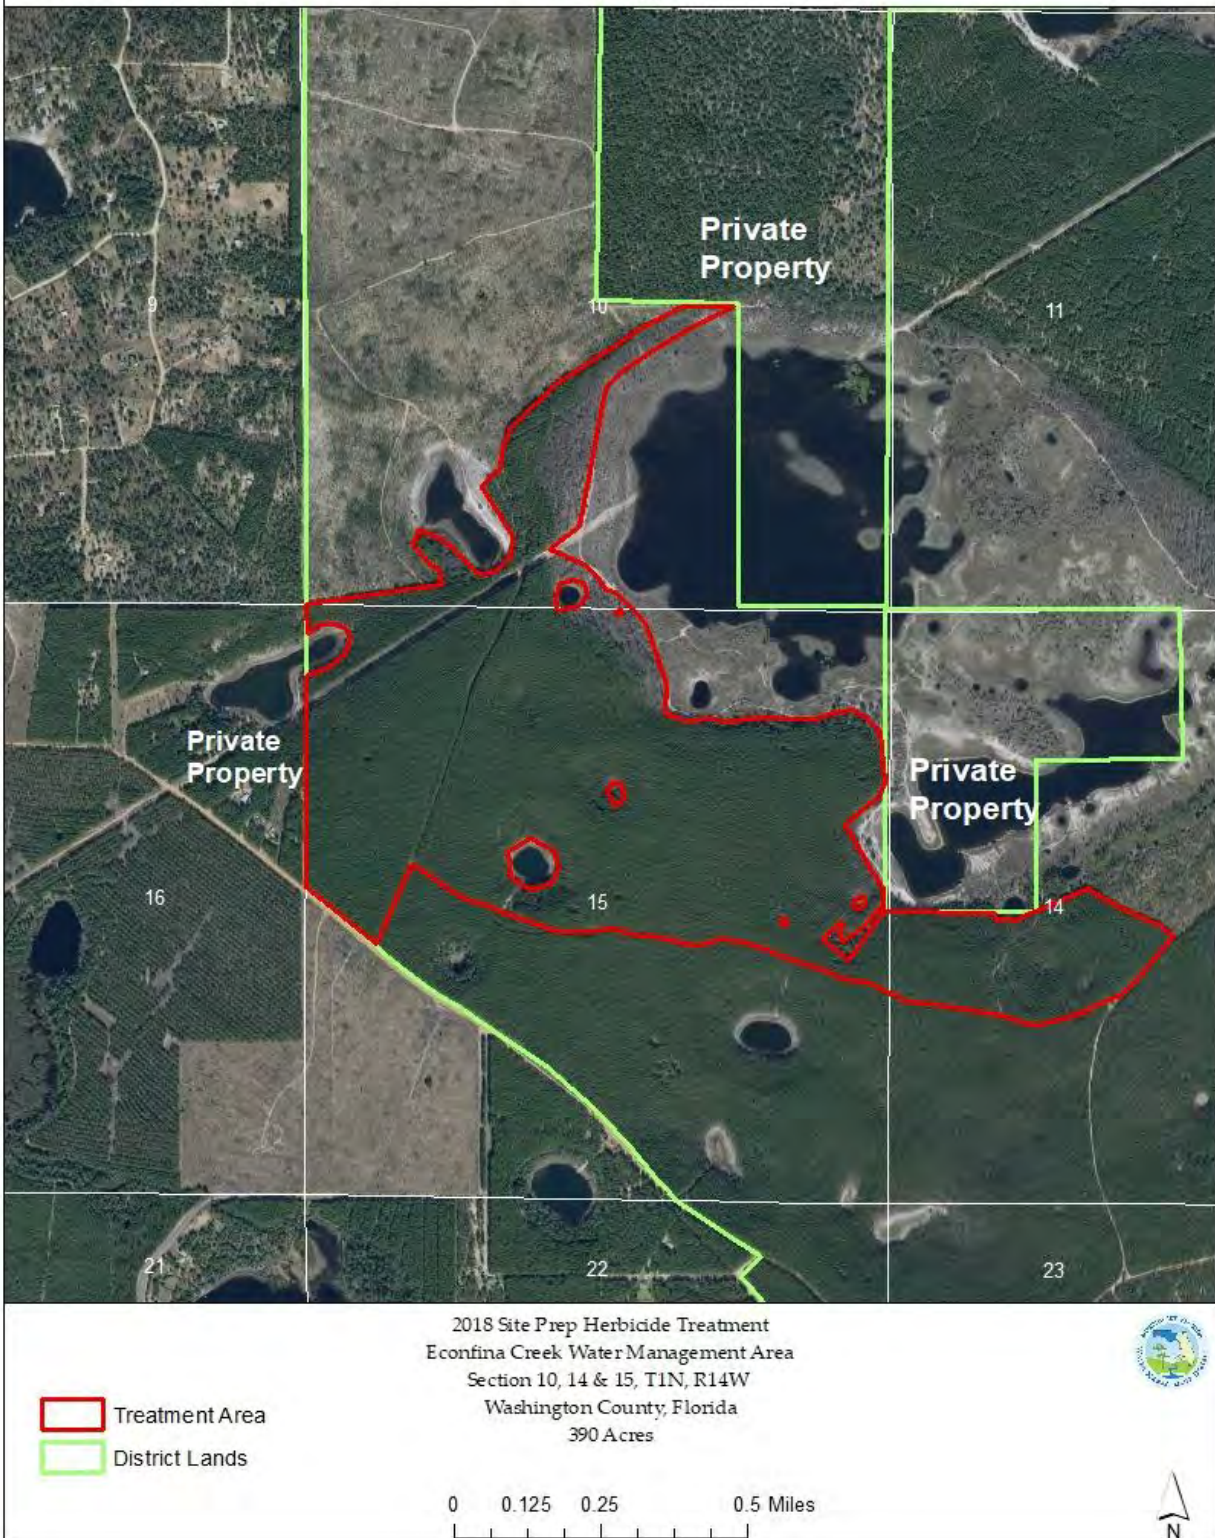 Private
Property
9
10
11
Private
Property
Private
Property
16
15
14
21
22
23
2018 Site Prep Herbicide Treatment
Econfina Creek Water Management Area
Section 10, 14 & 15, T1N, R14W
Washington County, Florida
390 Acres
Treatment Area
District Lands
0 0.125 0.25 0.5 Miles
N